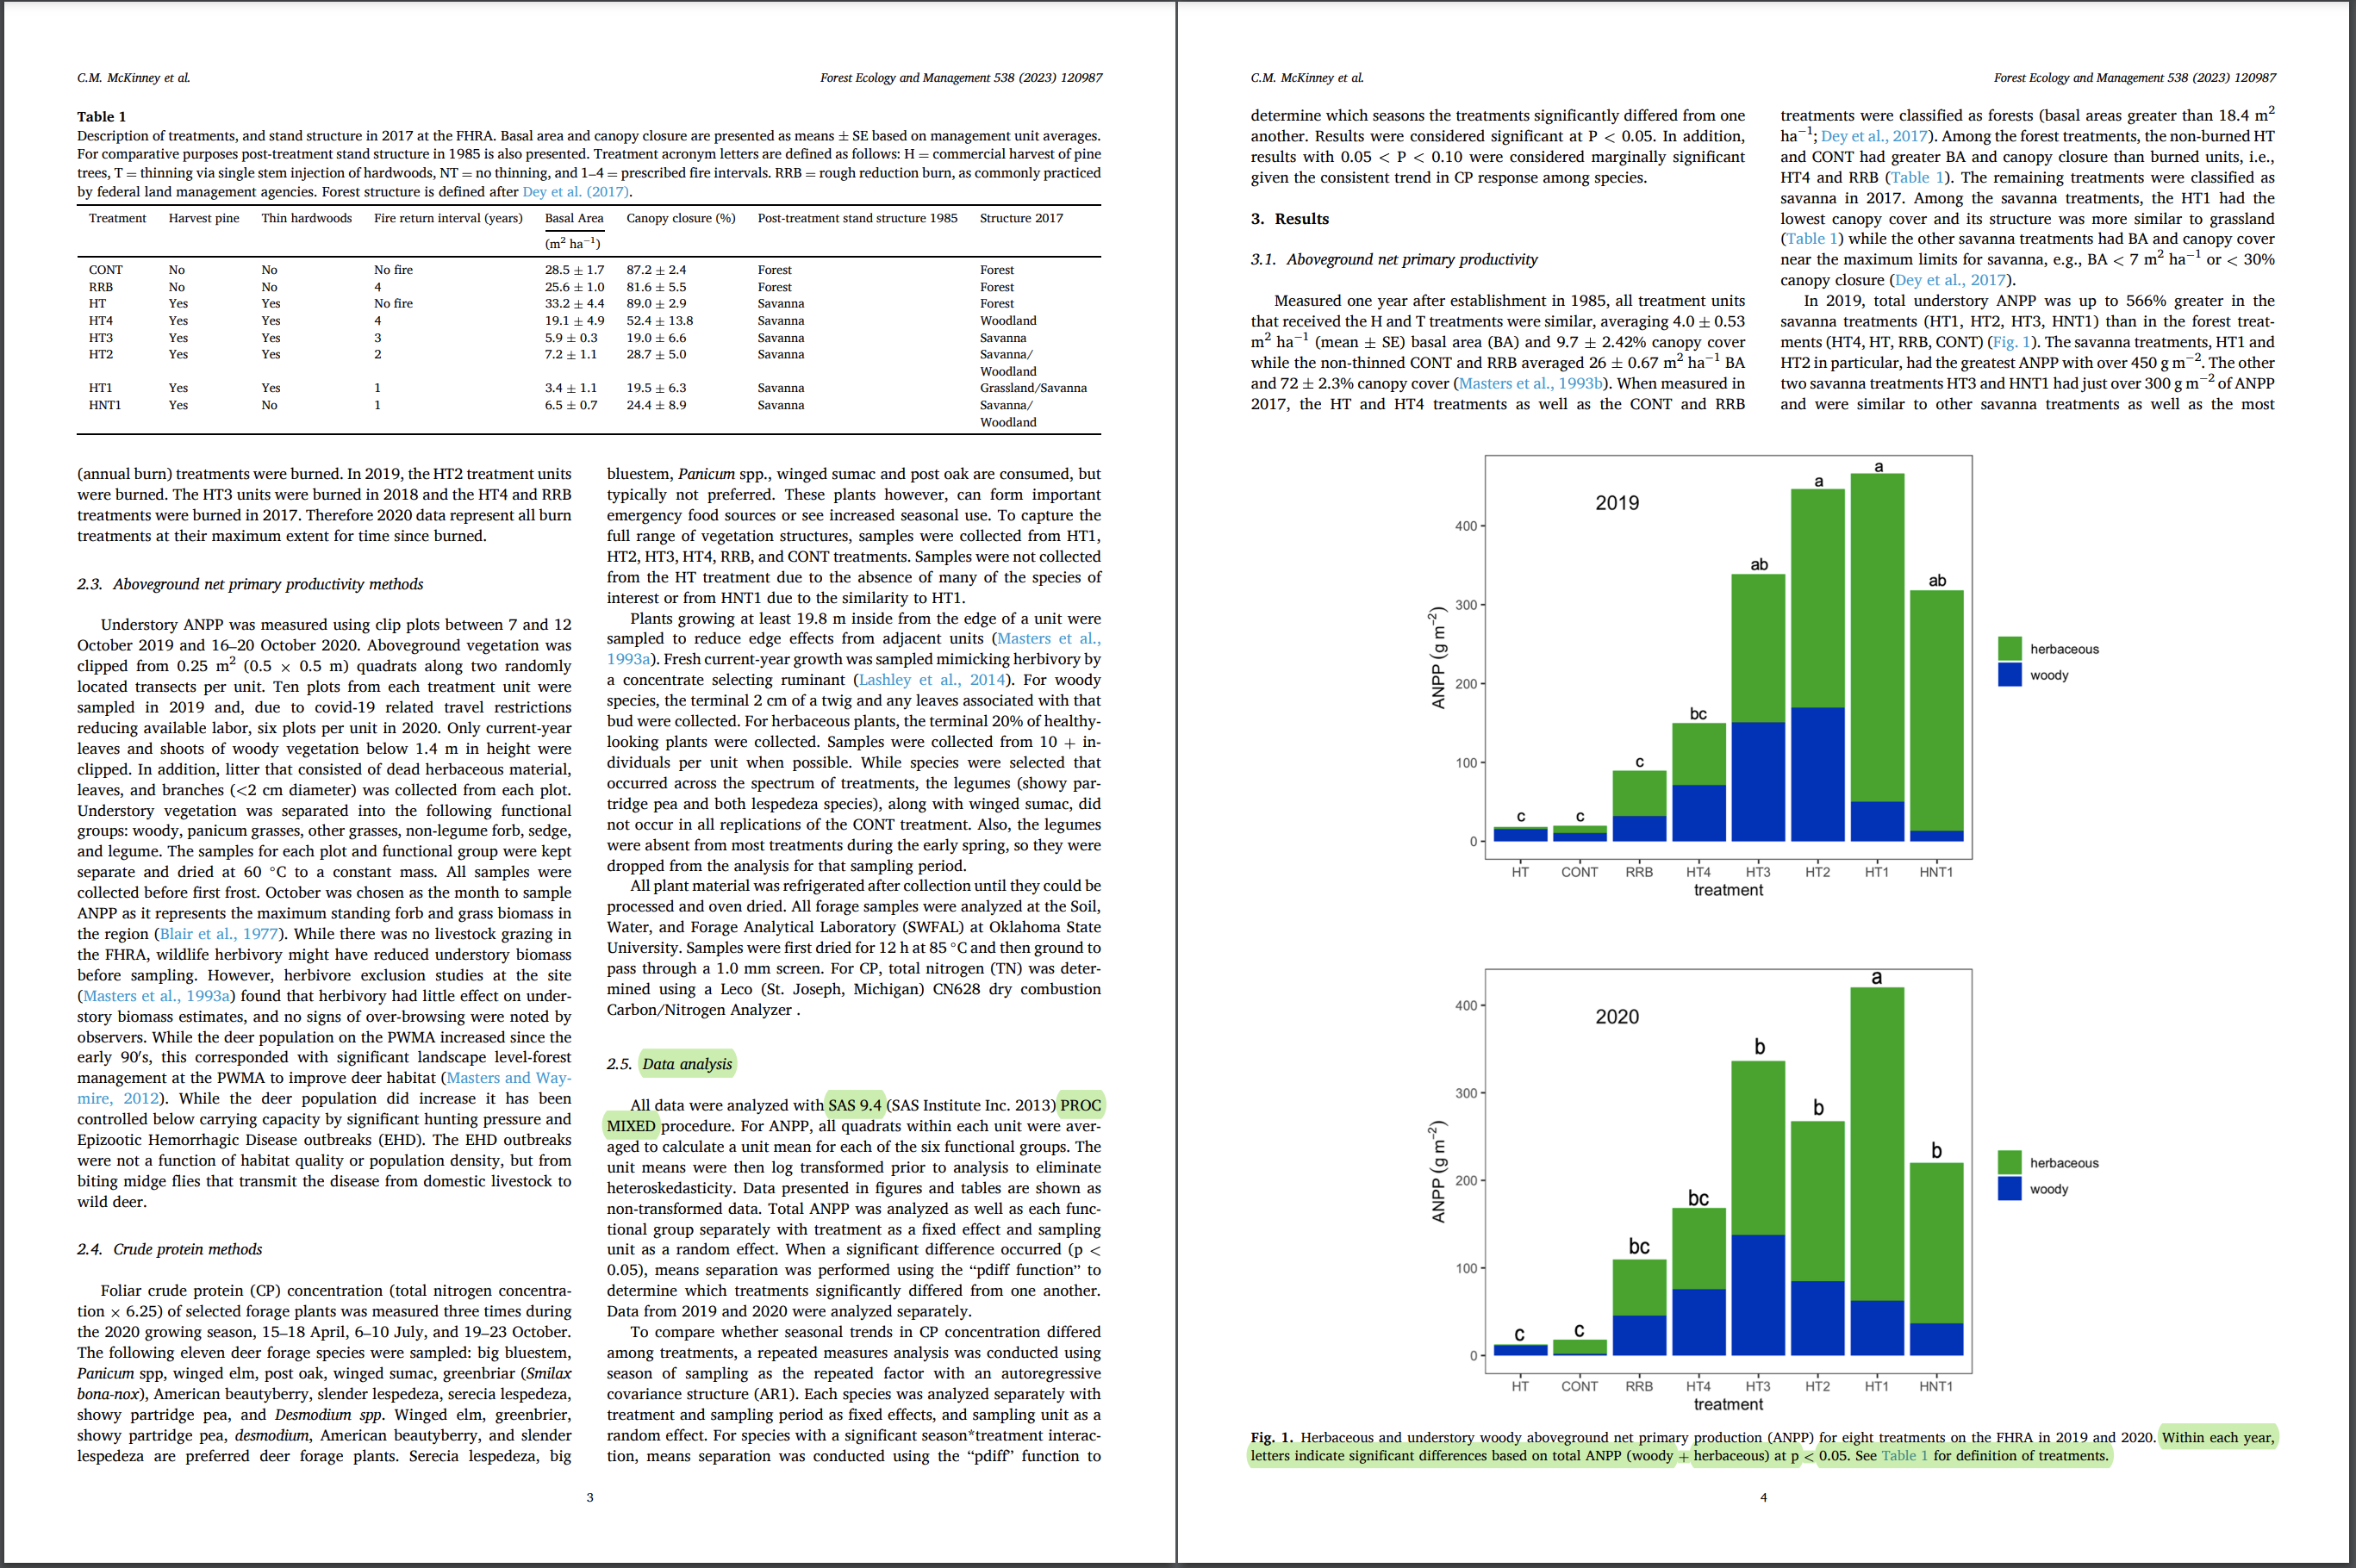 C.M. McKinney et al.
Forest Ecology and Management 538 (2023) 120987
Table 1
Description of treatments, and stand structure in 2017 at the FHRA. Basal area and canopy closure are presented as means ± SE based on management unit averages.
For comparative purposes post-treatment stand structure in 1985 is also presented. Treatment acronym letters are defined as follows: H = commercial harvest of pine
trees, T = thinning via single stem injection of hardwoods, NT = no thinning, and 1–4 = prescribed fire intervals. RRB = rough reduction burn, as commonly practiced
by federal land management agencies. Forest structure is defined after Dey et al. (2017).
Treatment Harvest pine Thin hardwoods Fire return interval (years) Basal Area Canopy closure (%) Post-treatment stand structure 1985 Structure 2017
(m² ha⁻¹)
CONT No No No fire 28.5 ± 1.7 87.2 ± 2.4 Forest Forest
RRB No No 4 25.6 ± 1.0 81.6 ± 5.5 Forest Forest
HT Yes Yes No fire 33.2 ± 4.4 89.0 ± 2.9 Savanna Forest
HT4 Yes Yes 4 19.1 ± 4.9 52.4 ± 13.8 Savanna Woodland
HT3 Yes Yes 3 5.9 ± 0.3 19.0 ± 6.6 Savanna Savanna
HT2 Yes Yes 2 7.2 ± 1.1 28.7 ± 5.0 Savanna Savanna/
Woodland
HT1 Yes Yes 1 3.4 ± 1.1 19.5 ± 6.3 Savanna Grassland/Savanna
HNT1 Yes No 1 6.5 ± 0.7 24.4 ± 8.9 Savanna Savanna/
Woodland
(annual burn) treatments were burned. In 2019, the HT2 treatment units
were burned. The HT3 units were burned in 2018 and the HT4 and RRB
treatments were burned in 2017. Therefore 2020 data represent all burn
treatments at their maximum extent for time since burned.
2.3. Aboveground net primary productivity methods
Understory ANPP was measured using clip plots between 7 and 12
October 2019 and 16–20 October 2020. Aboveground vegetation was
clipped from 0.25 m² (0.5 × 0.5 m) quadrats along two randomly
located transects per unit. Ten plots from each treatment unit were
sampled in 2019 and, due to covid-19 related travel restrictions
reducing available labor, six plots per unit in 2020. Only current-year
leaves and shoots of woody vegetation below 1.4 m in height were
clipped. In addition, litter that consisted of dead herbaceous material,
leaves, and branches (<2 cm diameter) was collected from each plot.
Understory vegetation was separated into the following functional
groups: woody, panicum grasses, other grasses, non-legume forb, sedge,
and legume. The samples for each plot and functional group were kept
separate and dried at 60 °C to a constant mass. All samples were
collected before first frost. October was chosen as the month to sample
ANPP as it represents the maximum standing forb and grass biomass in
the region (Blair et al., 1977). While there was no livestock grazing in
the FHRA, wildlife herbivory might have reduced understory biomass
before sampling. However, herbivore exclusion studies at the site
(Masters et al., 1993a) found that herbivory had little effect on under-
story biomass estimates, and no signs of over-browsing were noted by
observers. While the deer population on the PWMA increased since the
early 90′s, this corresponded with significant landscape level-forest
management at the PWMA to improve deer habitat (Masters and Way-
mire, 2012). While the deer population did increase it has been
controlled below carrying capacity by significant hunting pressure and
Epizootic Hemorrhagic Disease outbreaks (EHD). The EHD outbreaks
were not a function of habitat quality or population density, but from
biting midge flies that transmit the disease from domestic livestock to
wild deer.
2.4. Crude protein methods
Foliar crude protein (CP) concentration (total nitrogen concentra-
tion × 6.25) of selected forage plants was measured three times during
the 2020 growing season, 15–18 April, 6–10 July, and 19–23 October.
The following eleven deer forage species were sampled: big bluestem,
Panicum spp, winged elm, post oak, winged sumac, greenbriar (Smilax
bona-nox), American beautyberry, slender lespedeza, serecia lespedeza,
showy partridge pea, and Desmodium spp. Winged elm, greenbrier,
showy partridge pea, desmodium, American beautyberry, and slender
lespedeza are preferred deer forage plants. Serecia lespedeza, big
bluestem, Panicum spp., winged sumac and post oak are consumed, but
typically not preferred. These plants however, can form important
emergency food sources or see increased seasonal use. To capture the
full range of vegetation structures, samples were collected from HT1,
HT2, HT3, HT4, RRB, and CONT treatments. Samples were not collected
from the HT treatment due to the absence of many of the species of
interest or from HNT1 due to the similarity to HT1.
Plants growing at least 19.8 m inside from the edge of a unit were
sampled to reduce edge effects from adjacent units (Masters et al.,
1993a). Fresh current-year growth was sampled mimicking herbivory by
a concentrate selecting ruminant (Lashley et al., 2014). For woody
species, the terminal 2 cm of a twig and any leaves associated with that
bud were collected. For herbaceous plants, the terminal 20% of healthy-
looking plants were collected. Samples were collected from 10 + in-
dividuals per unit when possible. While species were selected that
occurred across the spectrum of treatments, the legumes (showy par-
tridge pea and both lespedeza species), along with winged sumac, did
not occur in all replications of the CONT treatment. Also, the legumes
were absent from most treatments during the early spring, so they were
dropped from the analysis for that sampling period.
All plant material was refrigerated after collection until they could be
processed and oven dried. All forage samples were analyzed at the Soil,
Water, and Forage Analytical Laboratory (SWFAL) at Oklahoma State
University. Samples were first dried for 12 h at 85 °C and then ground to
pass through a 1.0 mm screen. For CP, total nitrogen (TN) was deter-
mined using a Leco (St. Joseph, Michigan) CN628 dry combustion
Carbon/Nitrogen Analyzer .
2.5. Data analysis
All data were analyzed with SAS 9.4 (SAS Institute Inc. 2013) PROC
MIXED procedure. For ANPP, all quadrats within each unit were aver-
aged to calculate a unit mean for each of the six functional groups. The
unit means were then log transformed prior to analysis to eliminate
heteroskedasticity. Data presented in figures and tables are shown as
non-transformed data. Total ANPP was analyzed as well as each func-
tional group separately with treatment as a fixed effect and sampling
unit as a random effect. When a significant difference occurred (p <
0.05), means separation was performed using the “pdiff function” to
determine which treatments significantly differed from one another.
Data from 2019 and 2020 were analyzed separately.
To compare whether seasonal trends in CP concentration differed
among treatments, a repeated measures analysis was conducted using
season of sampling as the repeated factor with an autoregressive
covariance structure (AR1). Each species was analyzed separately with
treatment and sampling period as fixed effects, and sampling unit as a
random effect. For species with a significant season*treatment interac-
tion, means separation was conducted using the “pdiff” function to
3
C.M. McKinney et al.
Forest Ecology and Management 538 (2023) 120987
determine which seasons the treatments significantly differed from one
another. Results were considered significant at P < 0.05. In addition,
results with 0.05 < P < 0.10 were considered marginally significant
given the consistent trend in CP response among species.
3. Results
3.1. Aboveground net primary productivity
Measured one year after establishment in 1985, all treatment units
that received the H and T treatments were similar, averaging 4.0 ± 0.53
m² ha⁻¹ (mean ± SE) basal area (BA) and 9.7 ± 2.42% canopy cover
while the non-thinned CONT and RRB averaged 26 ± 0.67 m² ha⁻¹ BA
and 72 ± 2.3% canopy cover (Masters et al., 1993b). When measured in
2017, the HT and HT4 treatments as well as the CONT and RRB
treatments were classified as forests (basal areas greater than 18.4 m²
ha⁻¹; Dey et al., 2017). Among the forest treatments, the non-burned HT
and CONT had greater BA and canopy closure than burned units, i.e.,
HT4 and RRB (Table 1). The remaining treatments were classified as
savanna in 2017. Among the savanna treatments, the HT1 had the
lowest canopy cover and its structure was more similar to grassland
(Table 1) while the other savanna treatments had BA and canopy cover
near the maximum limits for savanna, e.g., BA < 7 m² ha⁻¹ or < 30%
canopy closure (Dey et al., 2017).
In 2019, total understory ANPP was up to 566% greater in the
savanna treatments (HT1, HT2, HT3, HNT1) than in the forest treat-
ments (HT4, HT, RRB, CONT) (Fig. 1). The savanna treatments, HT1 and
HT2 in particular, had the greatest ANPP with over 450 g m⁻². The other
two savanna treatments HT3 and HNT1 had just over 300 g m⁻² of ANPP
and were similar to other savanna treatments as well as the most
2019
ANPP (g m⁻²)
400
300
200
100
0
c c c bc ab a a ab
HT CONT RRB HT4 HT3 HT2 HT1 HNT1
treatment
herbaceous
woody
2020
ANPP (g m⁻²)
400
300
200
100
0
c c bc bc b b a b
HT CONT RRB HT4 HT3 HT2 HT1 HNT1
treatment
herbaceous
woody
Fig. 1. Herbaceous and understory woody aboveground net primary production (ANPP) for eight treatments on the FHRA in 2019 and 2020. Within each year,
letters indicate significant differences based on total ANPP (woody + herbaceous) at p < 0.05. See Table 1 for definition of treatments.
4